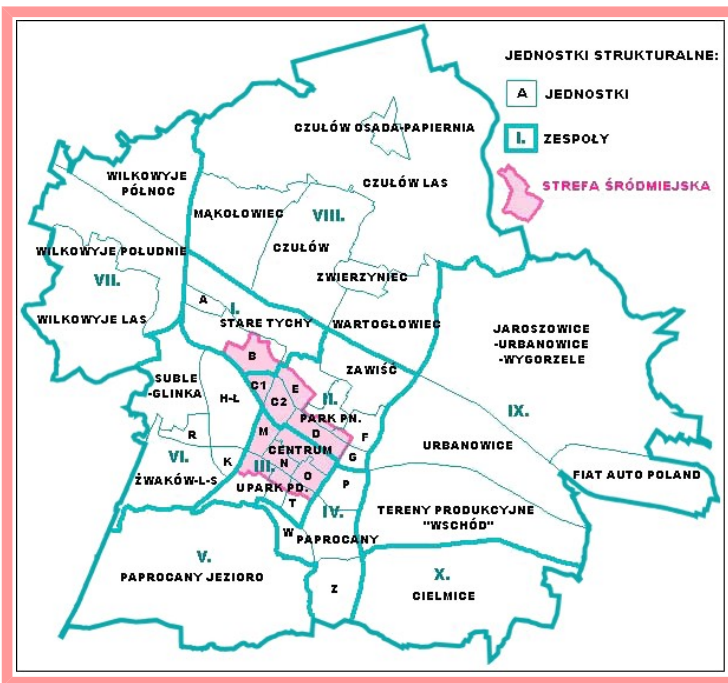 JEDNOSTKI STRUKTURALNE:
A JEDNOSTKI
I. ZESPOŁY
STREFA ŚRÓDMIEJSKA
CZUŁÓW OSADA-PAPIERNIA
WILKOWYJE
PÓŁNOC
CZUŁÓW LAS
MĄKOŁOWIEC
VIII.
CZUŁÓW
WILKOWYJE POŁUDNIE
VII.
ZWIERZYNIEC
A
I.
WILKOWYJE LAS
STARE TYCHY
WARTOGŁOWIEC
JAROSZOWICE
-URBANOWICE
-WYGORZELE
B
ZAWIŚĆ
SUBLE
-GLINKA
H-Ł
C1
E
C2
II.
IX.
PARK PN.
R
M
D
F
CENTRUM
URBANOWICE
G
VI.
K
III.
N
O
P
FIAT AUTO POLAND
ŻWAKÓW-L-S
UPARK PD.
T
IV.
TERENY PRODUKCYJNE
"WSCHÓD"
W
PAPROCANY
V.
PAPROCANY JEZIORO
Z
X.
CIELMICE